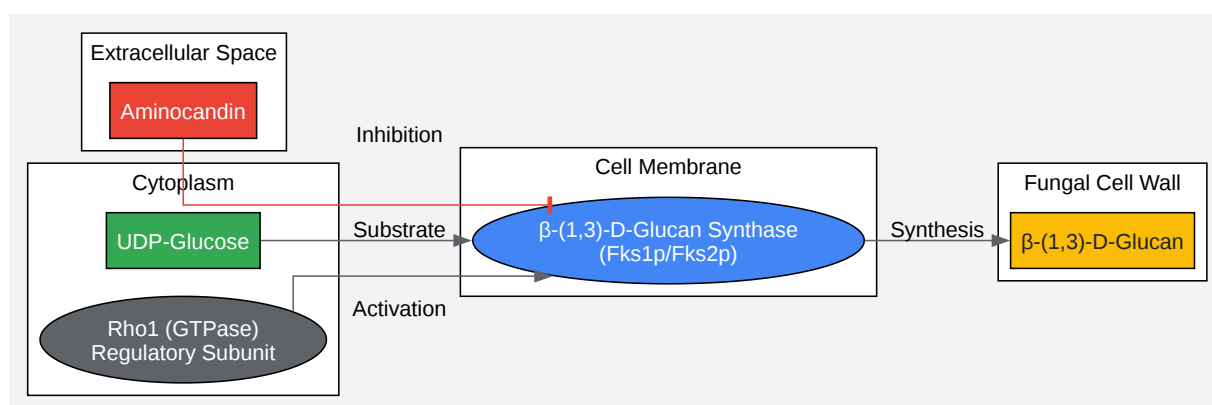 Extracellular Space
Aminocandin
Inhibition
Cytoplasm
UDP-Glucose
Substrate
Rho1 (GTPase)
Regulatory Subunit
Activation
Cell Membrane
β-(1,3)-D-Glucan Synthase
(Fks1p/Fks2p)
Synthesis
Fungal Cell Wall
β-(1,3)-D-Glucan